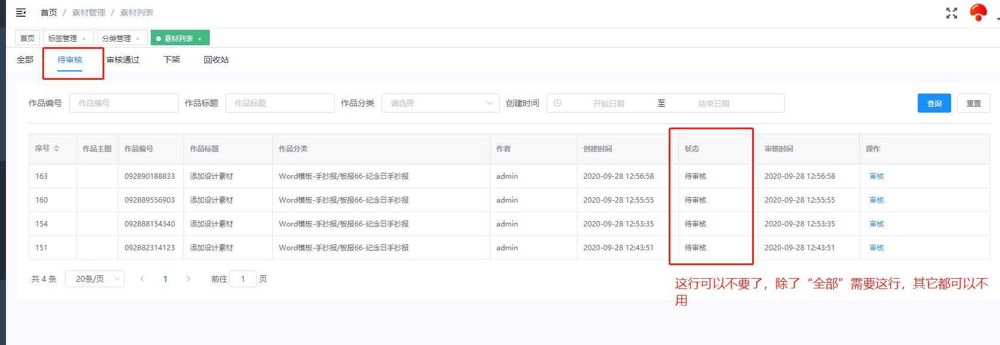 首页 / 素材管理 / 素材列表
首页 标签管理 × 分类管理 × 素材列表 ×
全部 待审核 审核通过 下架 回收站
作品编号 作品编号 作品标题 作品标题 作品分类 请选择 创建时间 开始日期 至 结束日期 查询 重置
序号 作品主图 作品编号 作品标题 作品分类 作者 创建时间 状态 审核时间 操作
163 092890188833 添加设计素材 Word模板-手抄报/板报66-纪念日手抄报 admin 2020-09-28 12:56:58 待审核 2020-09-28 12:56:58 审核
160 092889556903 添加设计素材 Word模板-手抄报/板报66-纪念日手抄报 admin 2020-09-28 12:55:55 待审核 2020-09-28 12:55:55 审核
154 092888154340 添加设计素材 Word模板-手抄报/板报66-纪念日手抄报 admin 2020-09-28 12:53:35 待审核 2020-09-28 12:53:35 审核
151 092882314123 添加设计素材 Word模板-手抄报/板报66-纪念日手抄报 admin 2020-09-28 12:43:51 待审核 2020-09-28 12:43:51 审核
共 4 条 20条/页 1 前往 1 页
这行可以不要了，除了“全部”需要这行，其它都可以不
用